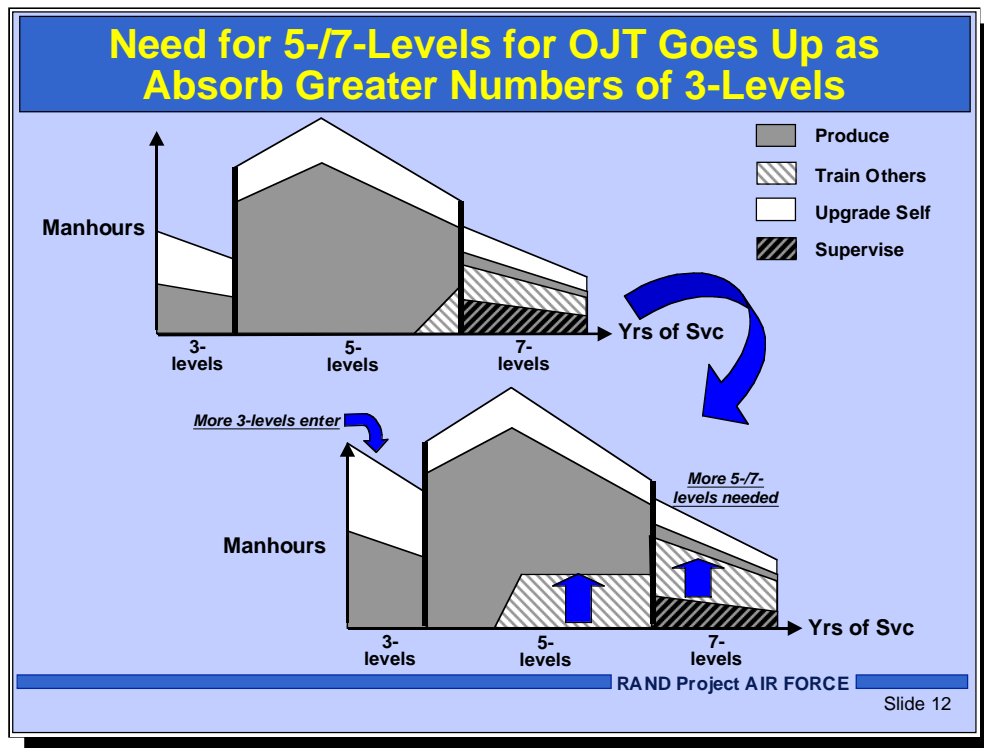 Need for 5-/7-Levels for OJT Goes Up as
Absorb Greater Numbers of 3-Levels
Produce
Train Others
Upgrade Self
Supervise
Manhours
Yrs of Svc
3-
levels
5-
levels
7-
levels
More 3-levels enter
More 5-/7-
levels needed
Manhours
Yrs of Svc
3-
levels
5-
levels
7-
levels
RAND Project AIR FORCE
Slide 12